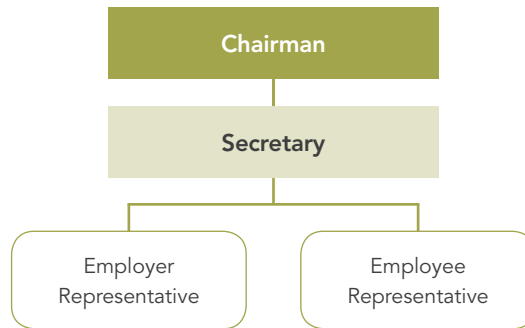 Chairman
Secretary
Employer
Representative
Employee
Representative